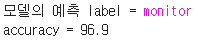 모델의 예측 label = monitor
accuracy = 96.9